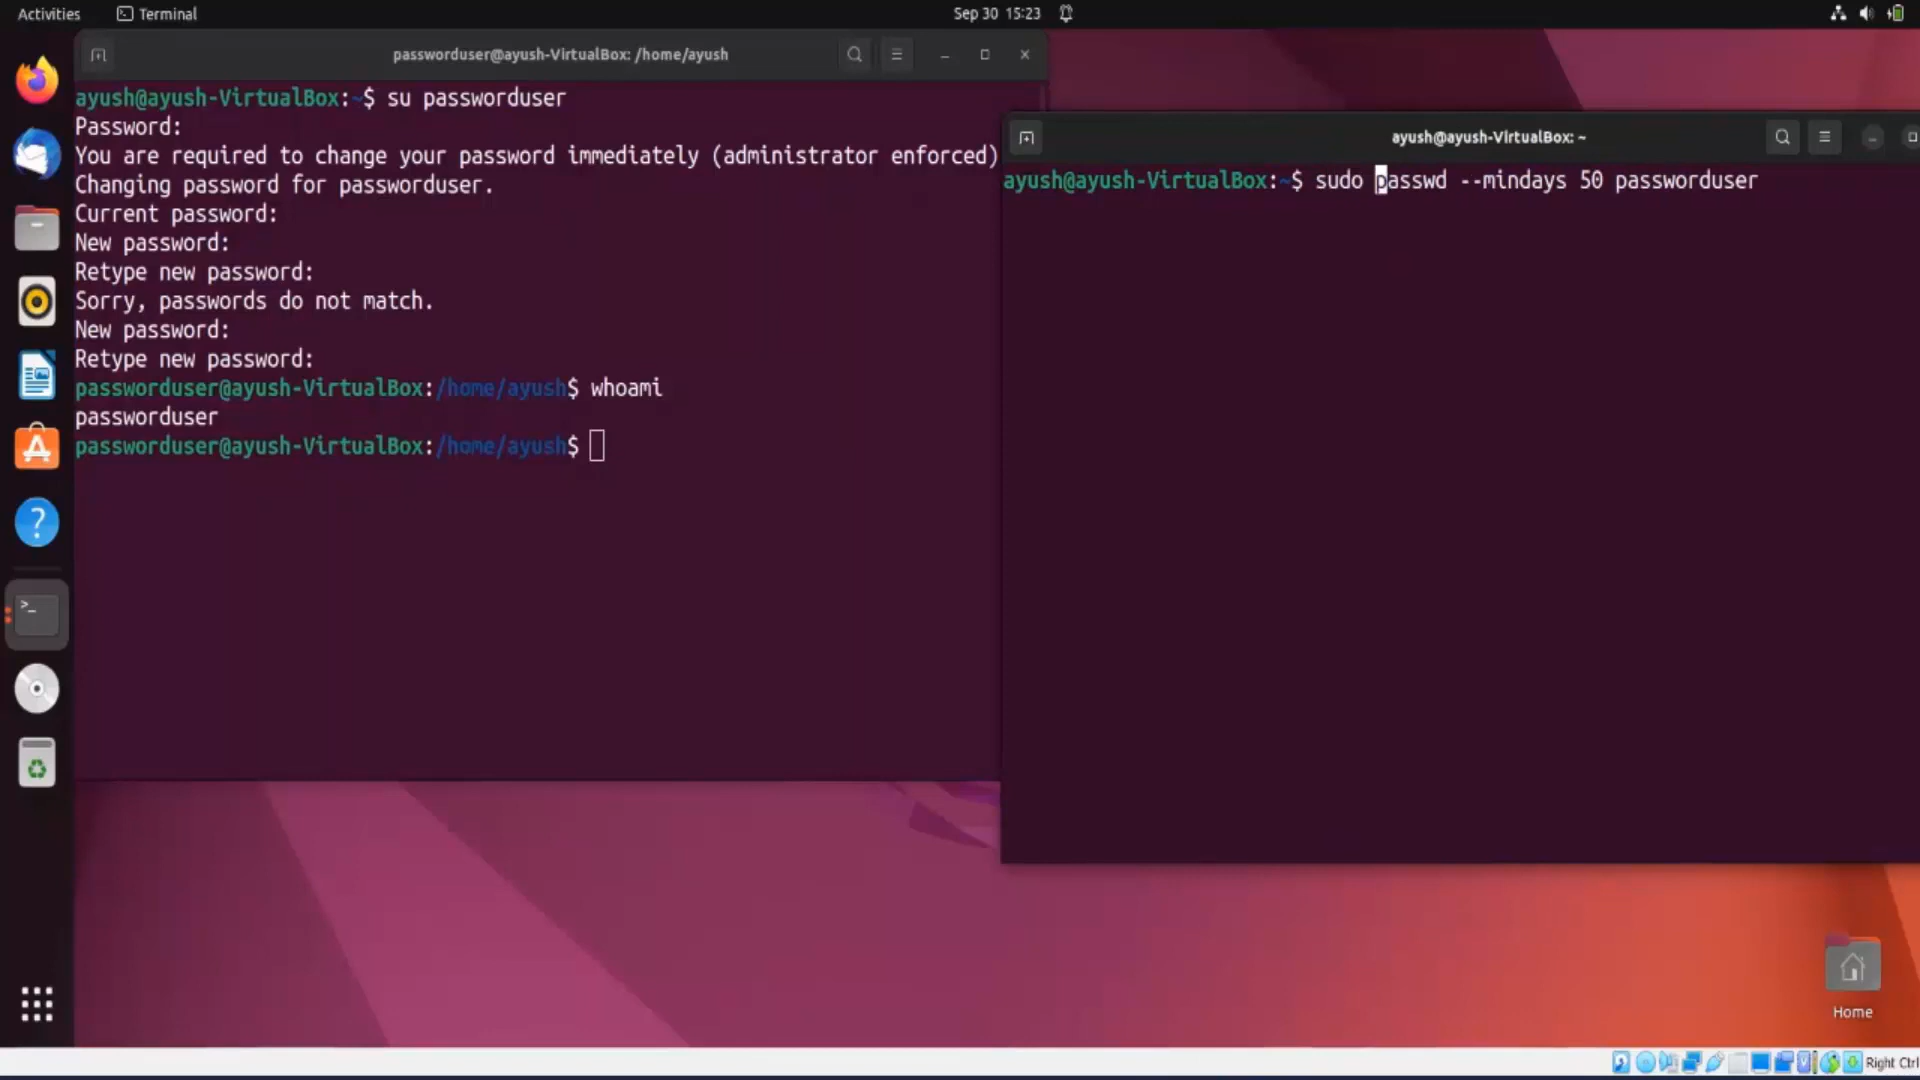 Activities
Terminal
Sep 30 15:23
passworduser@ayush-VirtualBox: /home/ayush
ayush@ayush-VirtualBox:~$ su passworduser
Password:
You are required to change your password immediately (administrator enforced)
Changing password for passworduser.
Current password:
New password:
Retype new password:
Sorry, passwords do not match.
New password:
Retype new password:
passworduser@ayush-VirtualBox:/home/ayush$ whoami
passworduser
passworduser@ayush-VirtualBox:/home/ayush$
ayush@ayush-VirtualBox: ~
ayush@ayush-VirtualBox:~$ sudo passwd --mindays 50 passworduser
Home
Right Ctrl